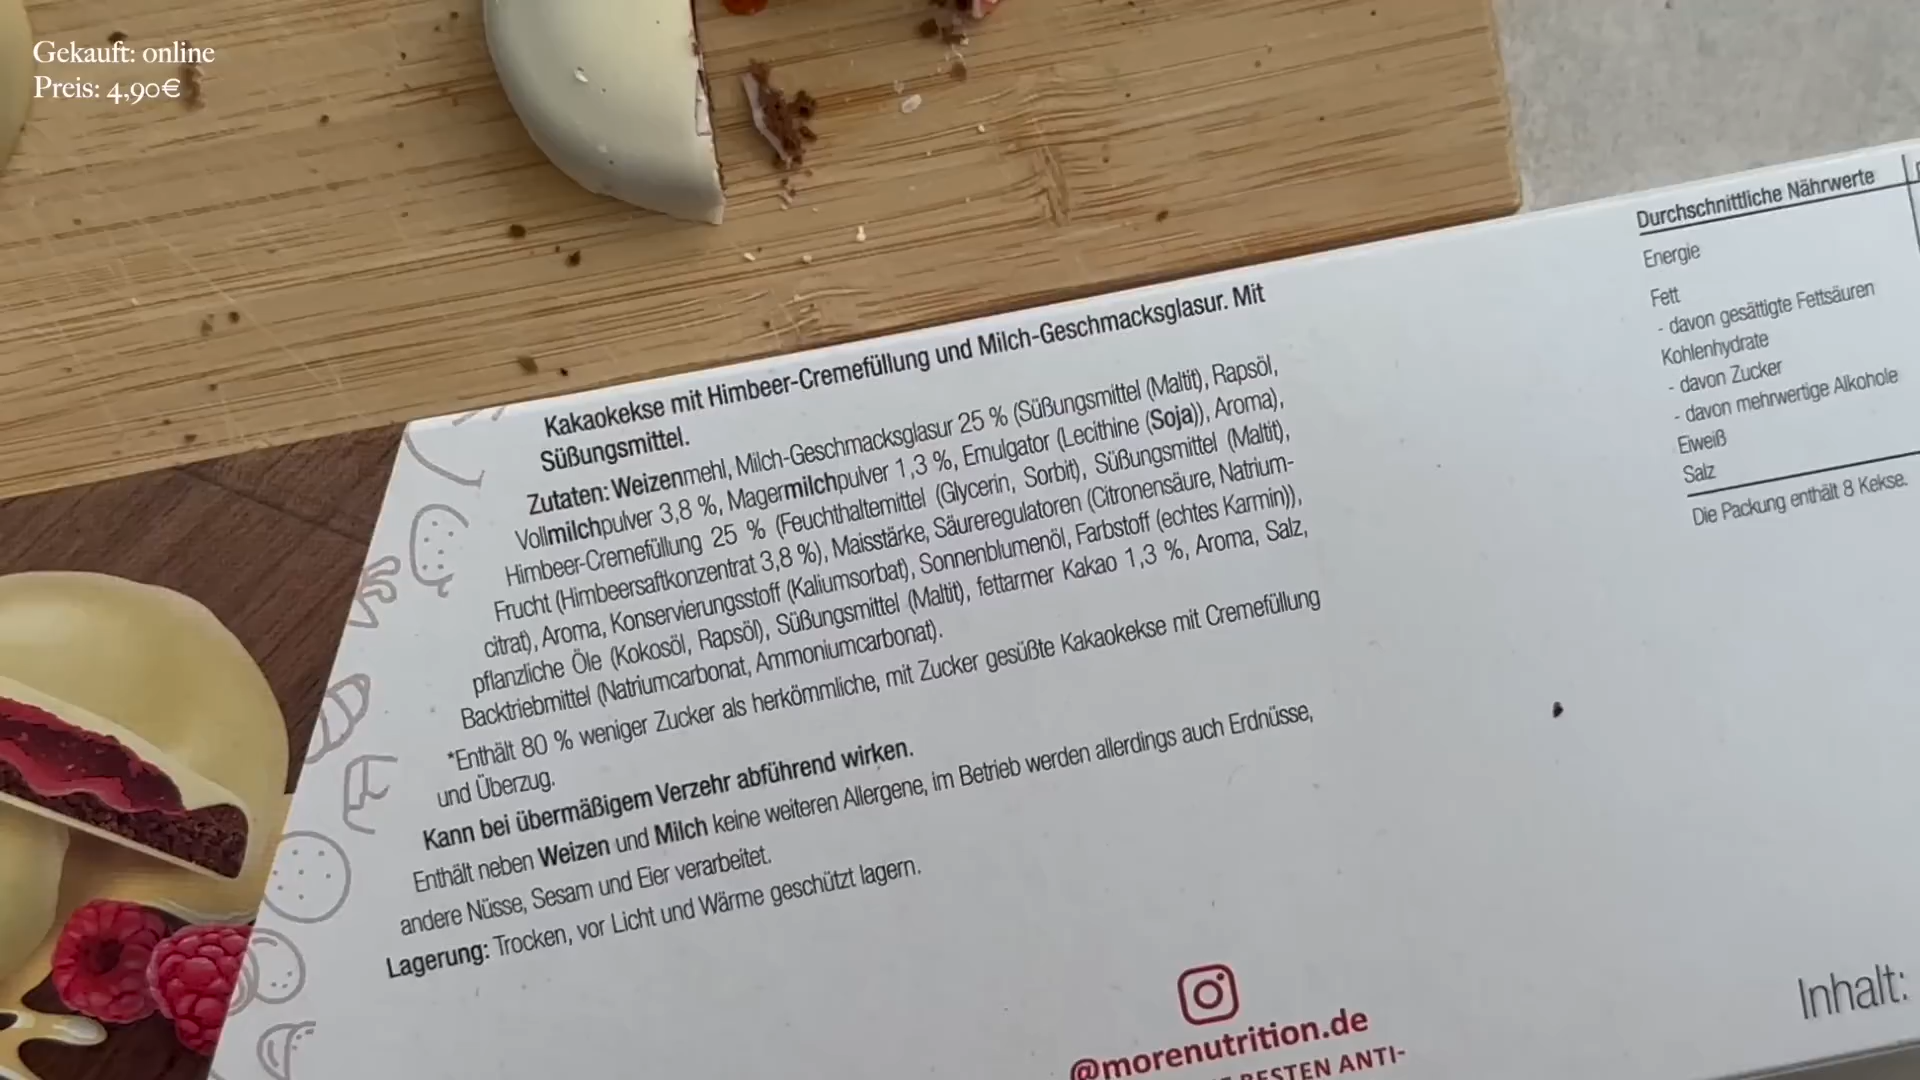 Gekauft: online
Preis: 4,90€
Kakaokekse mit Himbeer-Cremefüllung und Milch-Geschmacksglasur. Mit
Süßungsmittel.
Zutaten: Weizenmehl, Milch-Geschmacksglasur 25 % (Süßungsmittel (Maltit), Rapsöl,
Vollmilchpulver 3,8 %, Magermilchpulver 1,3 %, Emulgator (Lecithine (Soja)), Aroma),
Himbeer-Cremefüllung 25 % (Feuchthaltemittel (Glycerin, Sorbit), Süßungsmittel (Maltit),
Frucht (Himbeersaftkonzentrat 3,8 %), Maisstärke, Säureregulatoren (Citronensäure, Natrium-
citrat), Aroma, Konservierungsstoff (Kaliumsorbat), Sonnenblumenöl, Farbstoff (echtes Karmin)),
pflanzliche Öle (Kokosöl, Rapsöl), Süßungsmittel (Maltit), fettarmer Kakao 1,3 %, Aroma, Salz,
Backtriebmittel (Natriumcarbonat, Ammoniumcarbonat).
*Enthält 80 % weniger Zucker als herkömmliche, mit Zucker gesüßte Kakaokekse mit Cremefüllung
und Überzug.
Kann bei übermäßigem Verzehr abführend wirken.
Enthält neben Weizen und Milch keine weiteren Allergene, im Betrieb werden allerdings auch Erdnüsse,
andere Nüsse, Sesam und Eier verarbeitet.
Lagerung: Trocken, vor Licht und Wärme geschützt lagern.
@morenutrition.de
BESTEN ANTI-
Durchschnittliche Nährwerte
Energie
Fett
- davon gesättigte Fettsäuren
Kohlenhydrate
- davon Zucker
- davon mehrwertige Alkohole
Eiweiß
Salz
Die Packung enthält 8 Kekse.
Inhalt: